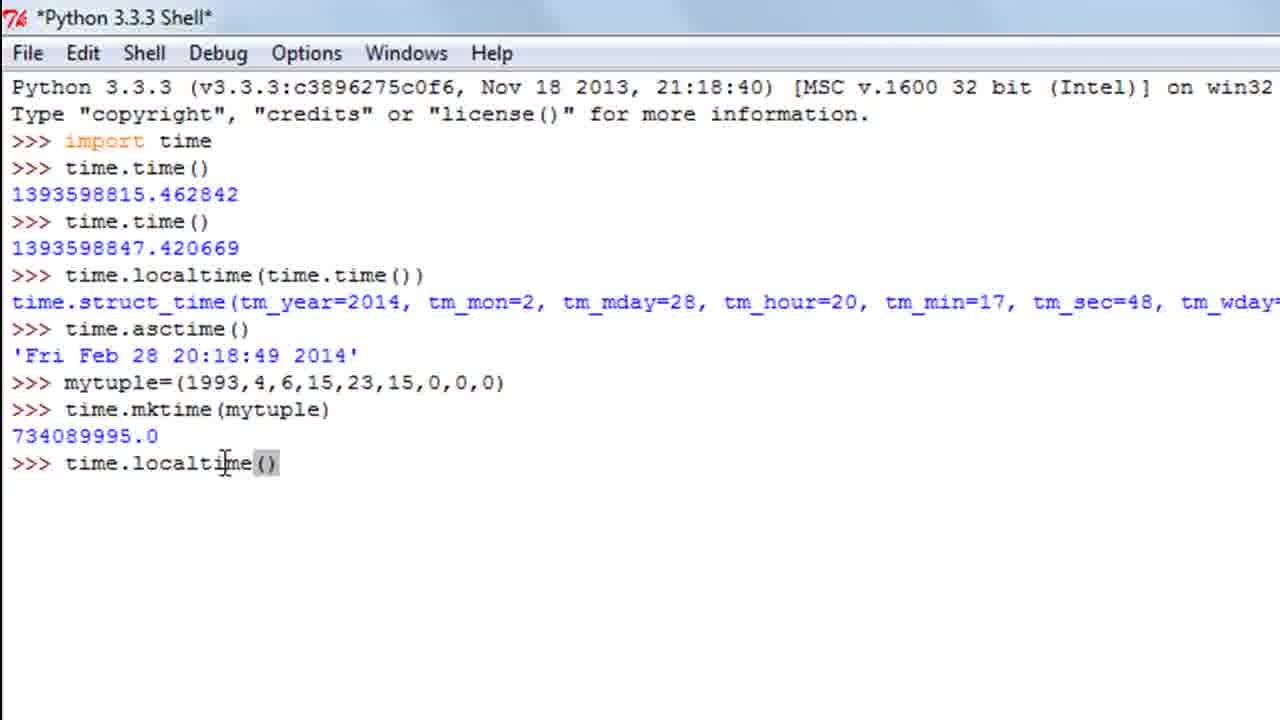 *Python 3.3.3 Shell*
File Edit Shell Debug Options Windows Help
Python 3.3.3 (v3.3.3:c3896275c0f6, Nov 18 2013, 21:18:40) [MSC v.1600 32 bit (Intel)] on win32
Type "copyright", "credits" or "license()" for more information.
>>> import time
>>> time.time()
1393598815.462842
>>> time.time()
1393598847.420669
>>> time.localtime(time.time())
time.struct_time(tm_year=2014, tm_mon=2, tm_mday=28, tm_hour=20, tm_min=17, tm_sec=48, tm_wday=
>>> time.asctime()
'Fri Feb 28 20:18:49 2014'
>>> mytuple=(1993,4,6,15,23,15,0,0,0)
>>> time.mktime(mytuple)
734089995.0
>>> time.localtime()